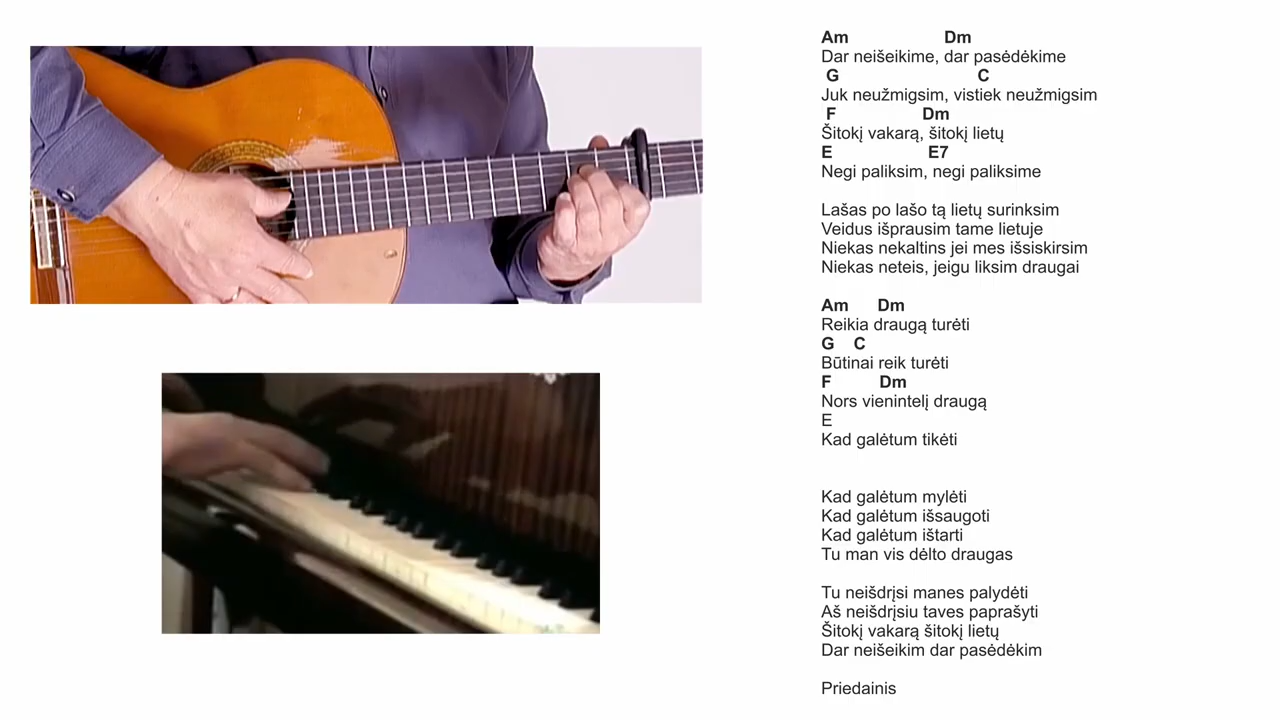 Am Dm
Dar neišeikime, dar pasėdėkime
G C
Juk neužmigsim, vistiek neužmigsim
F Dm
Šitokį vakarą, šitokį lietų
E E7
Negi paliksim, negi paliksime
Lašas po lašo tą lietų surinksim
Veidus išprausim tame lietuje
Niekas nekaltins jei mes išsiskirsim
Niekas neteis, jeigu liksim draugai
Am Dm
Reikia draugą turėti
G C
Būtinai reik turėti
F Dm
Nors vienintelį draugą
E
Kad galėtum tikėti
Kad galėtum mylėti
Kad galėtum išsaugoti
Kad galėtum ištarti
Tu man vis dėlto draugas
Tu neišdrįsi manes palydėti
Aš neišdrįsiu taves paprašyti
Šitokį vakarą šitokį lietų
Dar neišeikim dar pasėdėkim
Priedainis